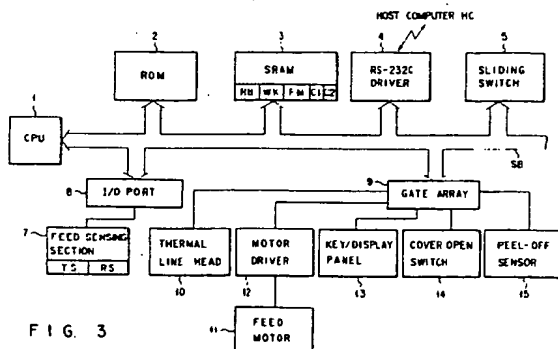 HOST COMPUTER HC
2
3
4
5
ROM
SRAM
WK FM C1 C2
RS-232C
DRIVER
SLIDING
SWITCH
1
CPU
SB
8
I/O PORT
9
GATE ARRAY
7
FEED SENSING
SECTION
TS RS
THERMAL
LINE HEAD
MOTOR
DRIVER
KEY/DISPLAY
PANEL
COVER OPEN
SWITCH
PEEL-OFF
SENSOR
10
12
13
14
15
11
FEED
MOTOR
FIG. 3